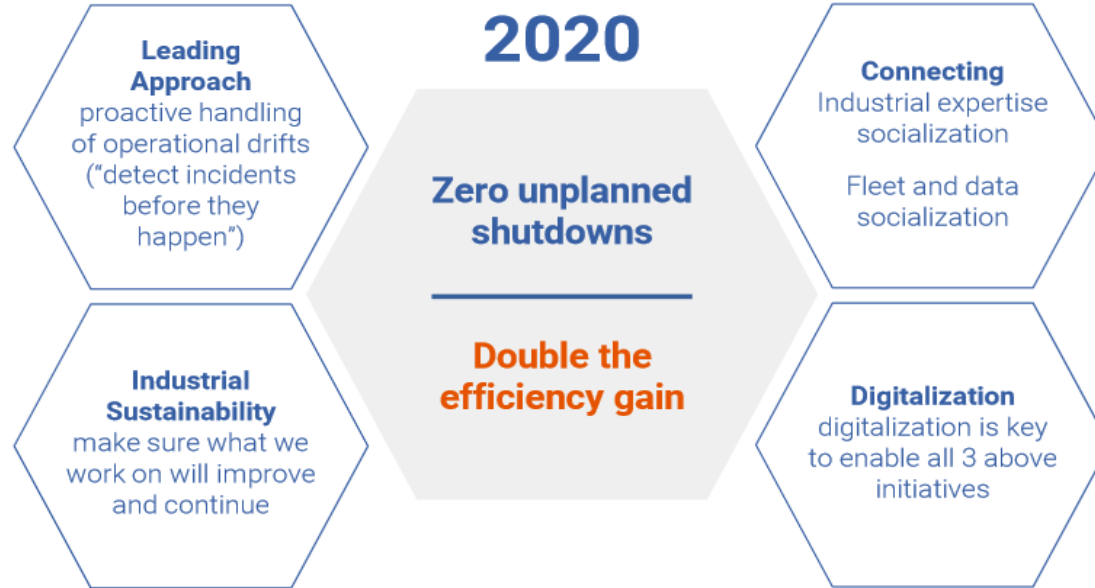 2020
Leading
Approach
proactive handling
of operational drifts
(“detect incidents
before they
happen”)
Zero unplanned
shutdowns
Double the
efficiency gain
Connecting
Industrial expertise
socialization
Fleet and data
socialization
Industrial
Sustainability
make sure what we
work on will improve
and continue
Digitalization
digitalization is key
to enable all 3 above
initiatives